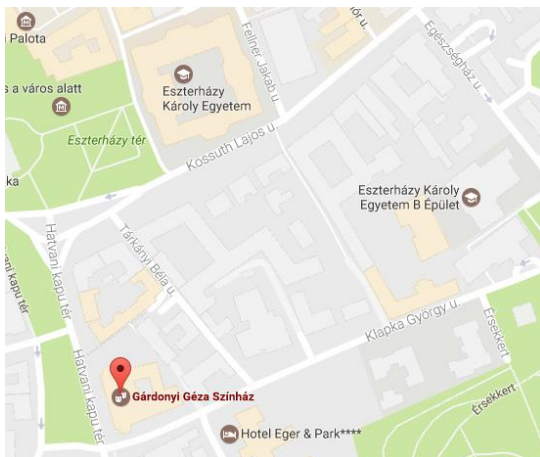 Palota
s a város alatt
Eszterházy tér
ka
Eszterházy
Károly Egyetem
Fellner Jakab u.
Kossuth Lajos u.
Egészségház u.
Eszterházy Károly
Egyetem B Épület
Hatvani kapu tér
vani kapu tér
Tárkányi Béla u.
Hatvani kapu tér
Klapka György u.
Érsekkert
Érsekkert
Gárdonyi Géza Színház
Hotel Eger & Park****